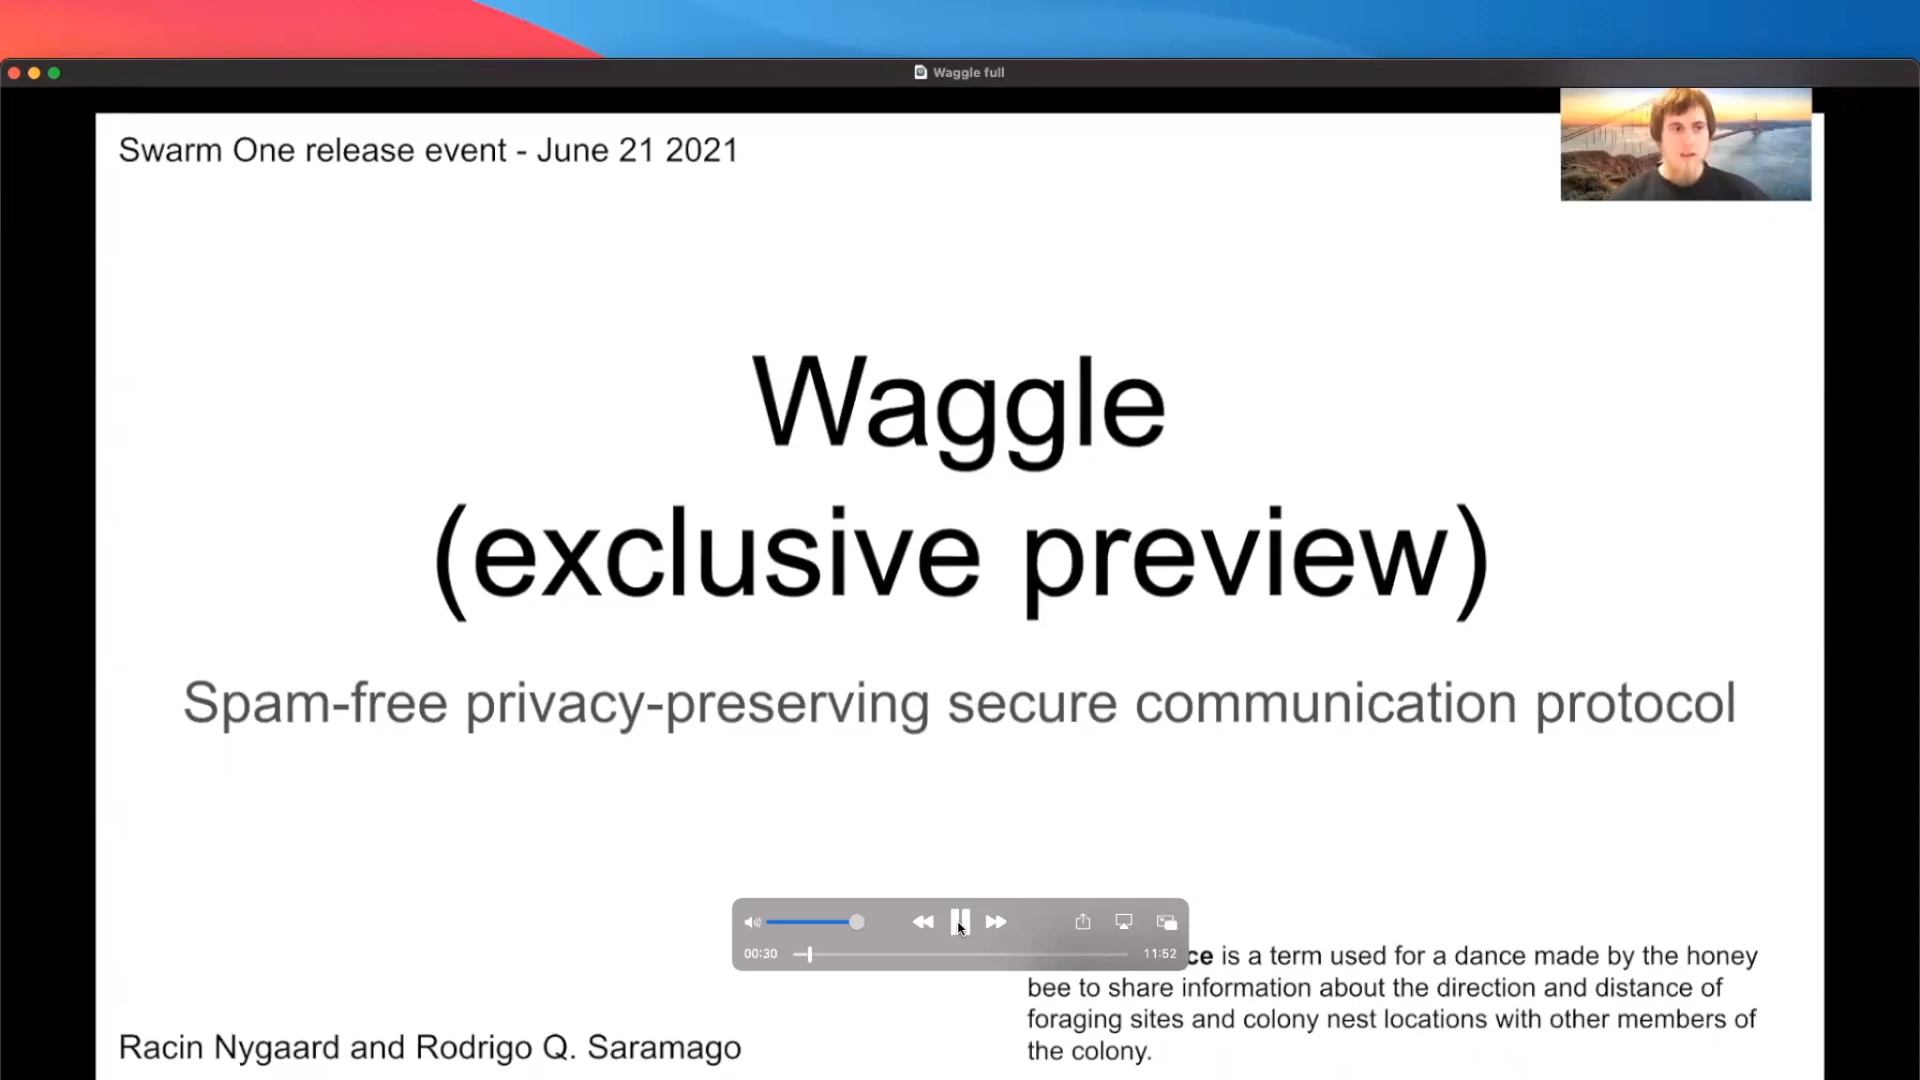 Waggle full
Swarm One release event - June 21 2021
Waggle
(exclusive preview)
Spam-free privacy-preserving secure communication protocol
00:30
11:52
ce is a term used for a dance made by the honey
bee to share information about the direction and distance of
foraging sites and colony nest locations with other members of
the colony.
Racin Nygaard and Rodrigo Q. Saramago